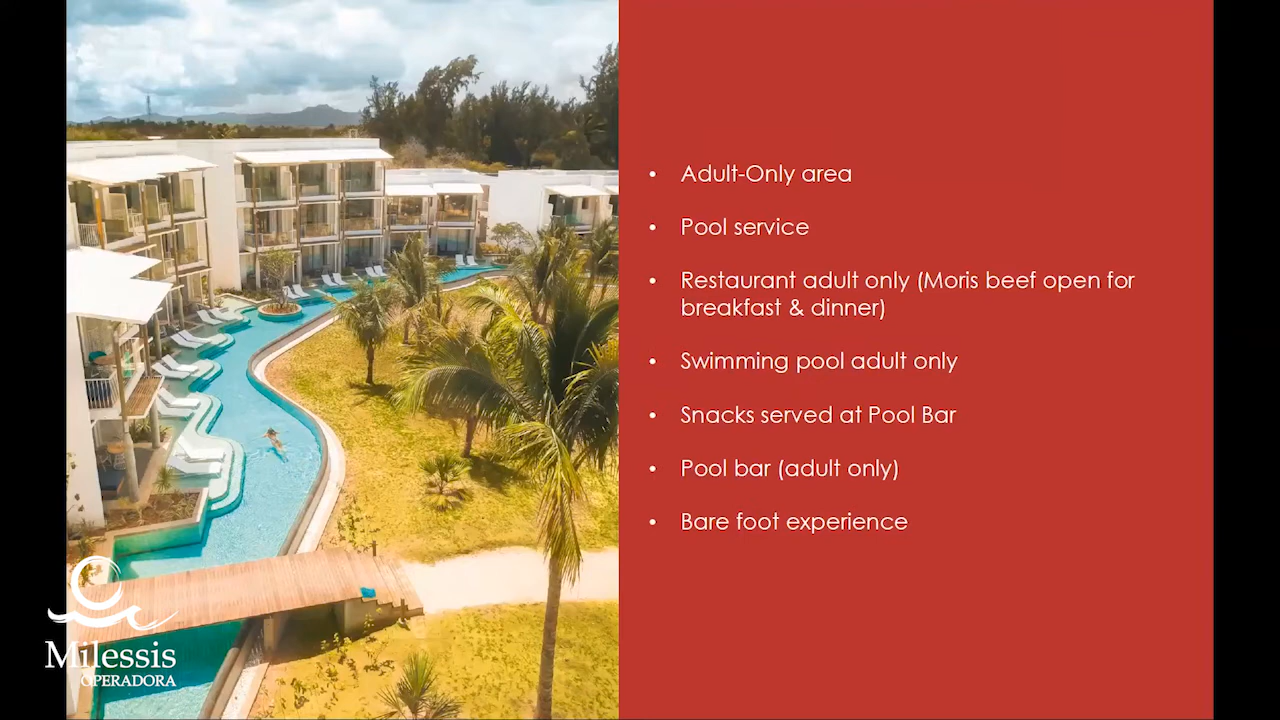 • Adult-Only area
• Pool service
• Restaurant adult only (Moris beef open for
breakfast & dinner)
• Swimming pool adult only
• Snacks served at Pool Bar
• Pool bar (adult only)
• Bare foot experience
Milessis
OPERADORA